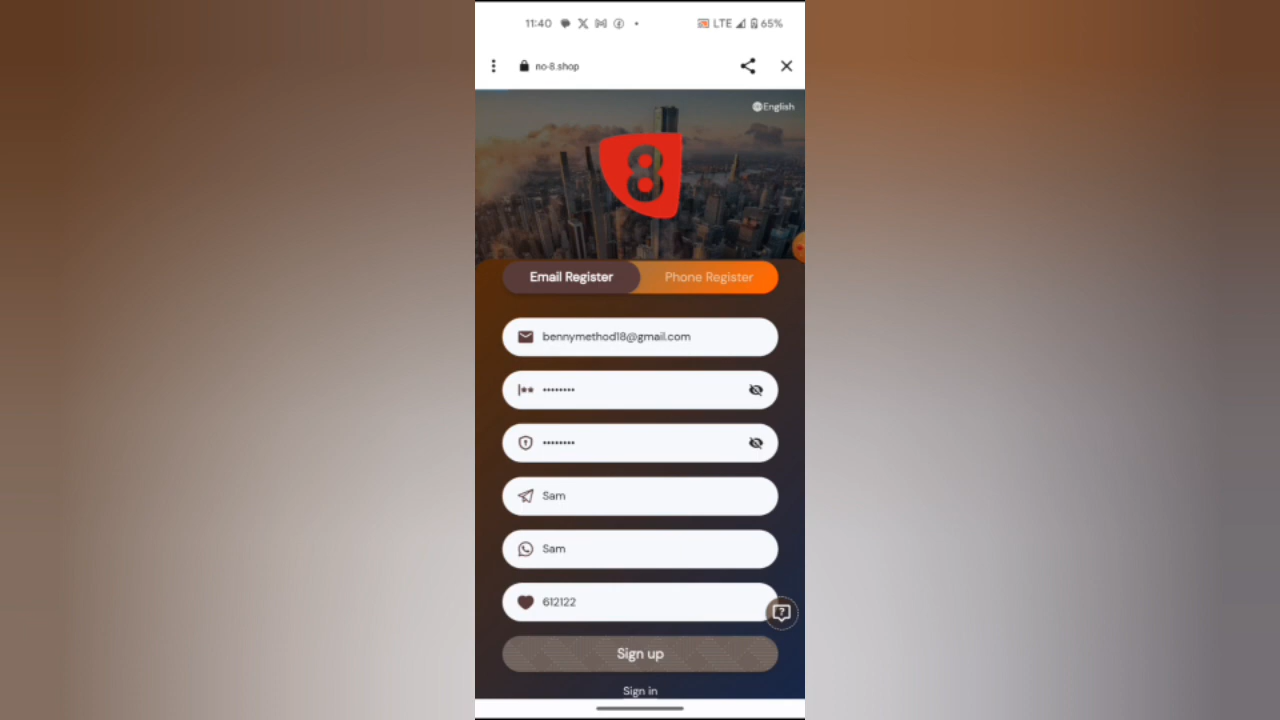 11:40 LTE 65%
no-8.shop
English
8
Email Register Phone Register
bennymethod18@gmail.com
••••••••
••••••••
Sam
Sam
612122
Sign up
Sign in